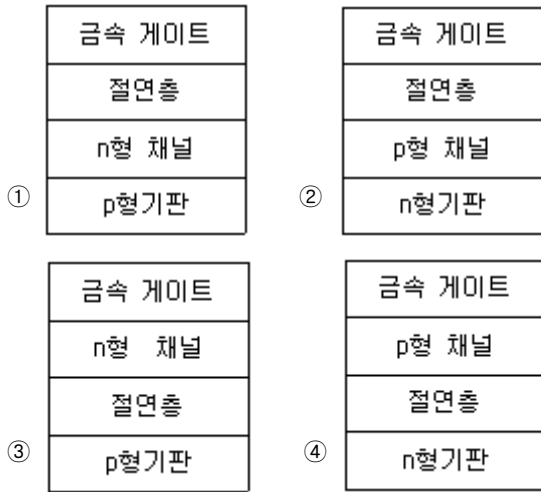 금속 게이트
절연층
n형 채널
① p형기판
금속 게이트
절연층
p형 채널
② n형기판
금속 게이트
n형 채널
절연층
③ p형기판
금속 게이트
p형 채널
절연층
④ n형기판